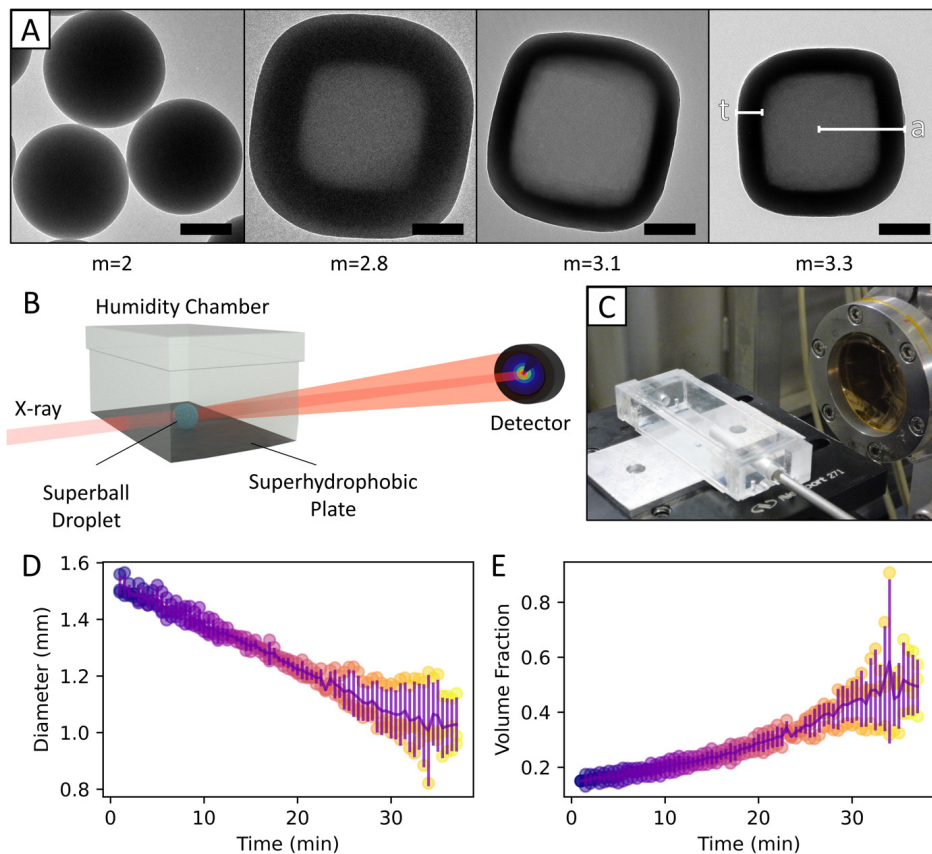 A
t
a
m=2
m=2.8
m=3.1
m=3.3
B
Humidity Chamber
X-ray
Detector
Superball
Droplet
Superhydrophobic
Plate
C
Newport 271
D
1.6
1.4
1.2
1.0
0.8
Diameter (mm)
0
10
20
30
Time (min)
E
0.8
0.6
0.4
0.2
Volume Fraction
0
10
20
30
Time (min)